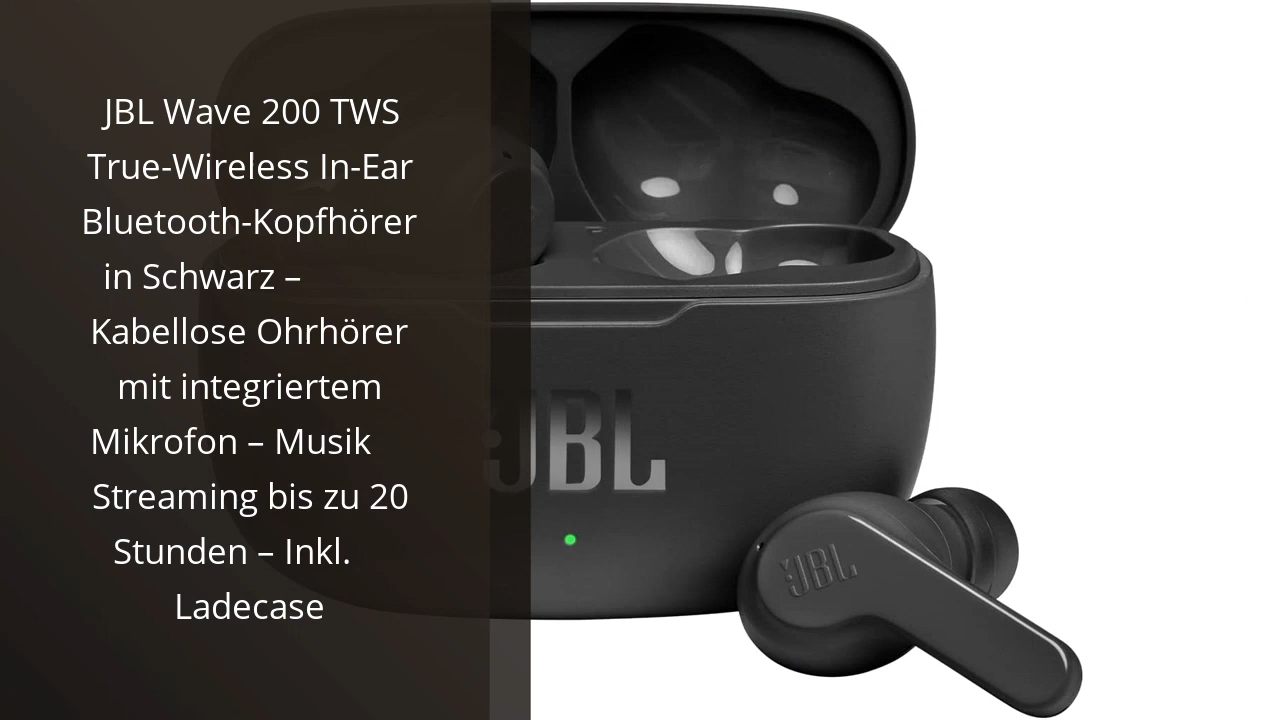 JBL Wave 200 TWS
True-Wireless In-Ear
Bluetooth-Kopfhörer
in Schwarz –
Kabellose Ohrhörer
mit integriertem
Mikrofon – Musik
Streaming bis zu 20
Stunden – Inkl.
Ladecase
JBL
JBL